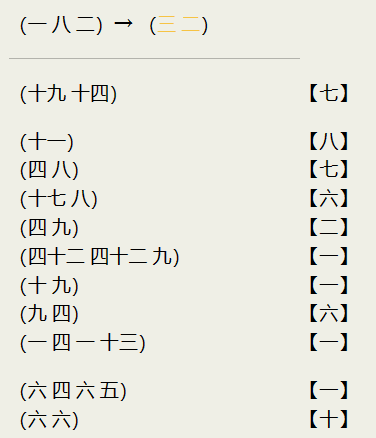 (一 八 二) → (三 二)
(十九 十四) 【七】
(十一) 【八】
(四 八) 【七】
(十七 八) 【六】
(四 九) 【二】
(四十二 四十二 九) 【一】
(十 九) 【一】
(九 四) 【六】
(一 四 一 十三) 【一】
(六 四 六 五) 【一】
(六 六) 【十】